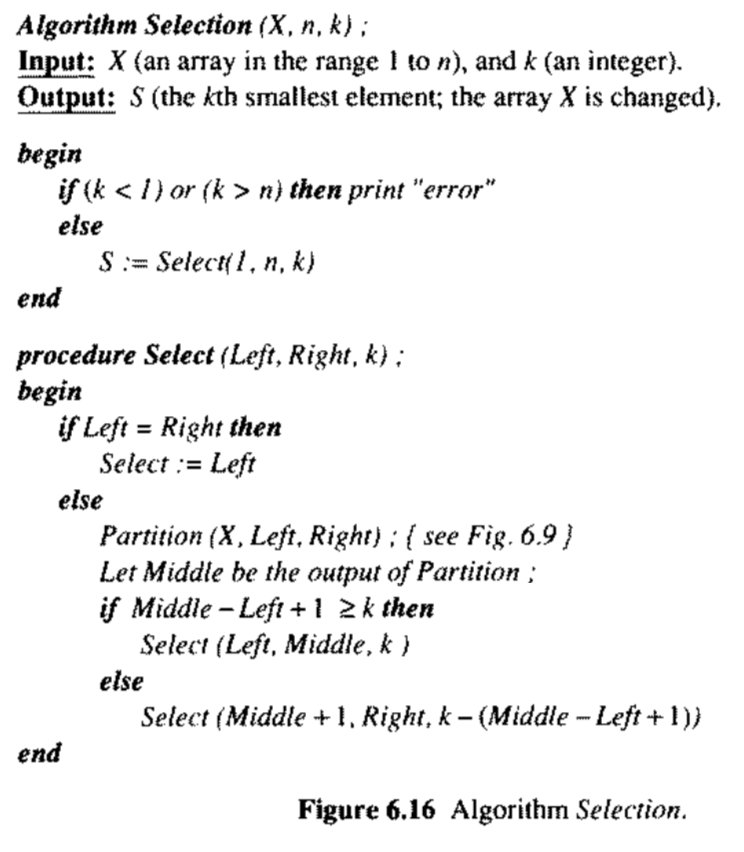 Algorithm Selection (X, n, k) ;
Input: X (an array in the range 1 to n), and k (an integer).
Output: S (the kth smallest element; the array X is changed).
begin
if (k < 1) or (k > n) then print "error"
else
S := Select(1, n, k)
end
procedure Select (Left, Right, k) ;
begin
if Left = Right then
Select := Left
else
Partition (X, Left, Right) ; { see Fig. 6.9 }
Let Middle be the output of Partition ;
if Middle – Left + 1 ≥ k then
Select (Left, Middle, k )
else
Select (Middle + 1, Right, k – (Middle – Left + 1))
end
Figure 6.16 Algorithm Selection.